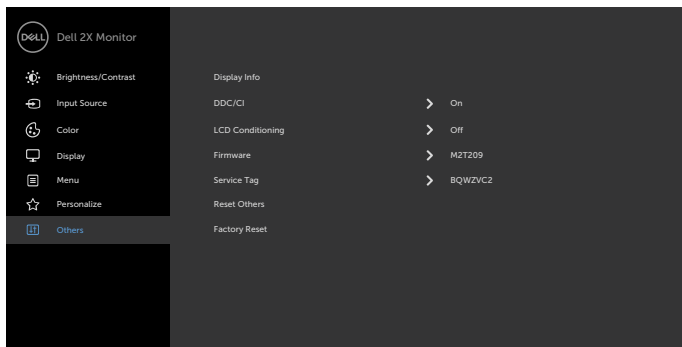 DELL Dell 2X Monitor
Brightness/Contrast Display Info
Input Source DDC/CI On
Color LCD Conditioning Off
Display Firmware M2T209
Menu Service Tag BQWZVC2
Personalize Reset Others
Others Factory Reset